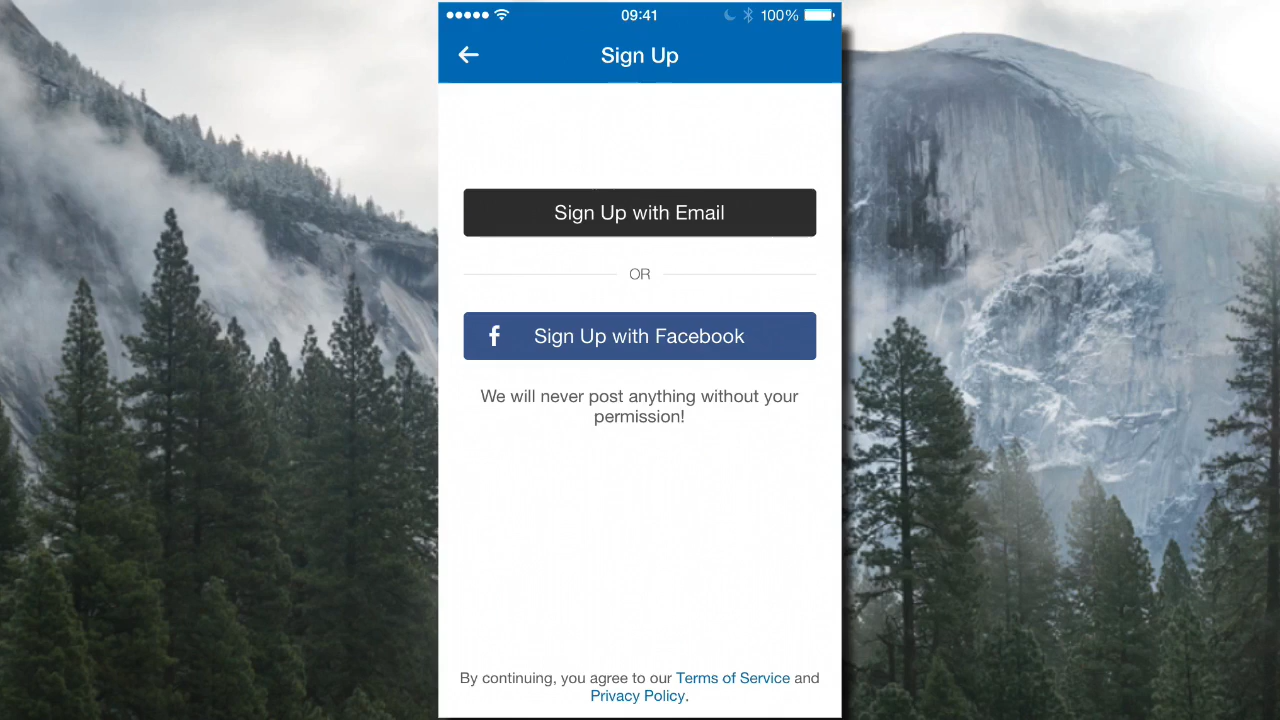 09:41
100%
Sign Up
Sign Up with Email
OR
f Sign Up with Facebook
We will never post anything without your
permission!
By continuing, you agree to our Terms of Service and
Privacy Policy.